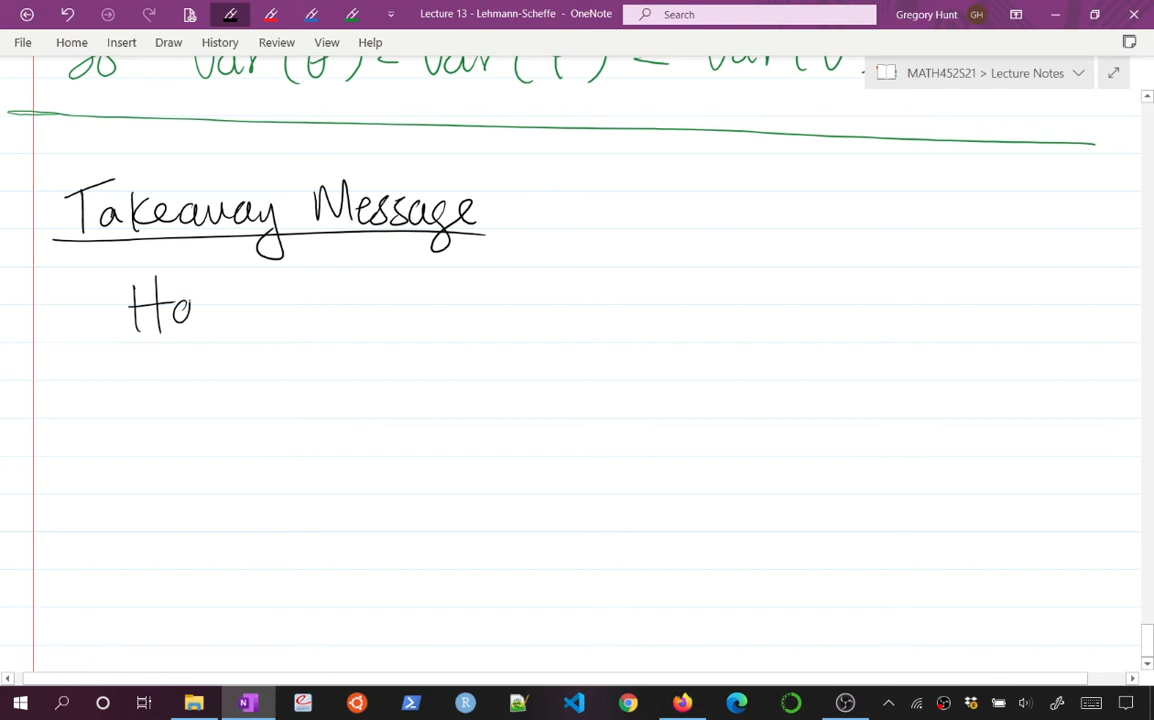 Lecture 13 - Lehmann-Scheffe - OneNote
Search
Gregory Hunt
GH
File Home Insert Draw History Review View Help
MATH452S21 > Lecture Notes
Takeaway Message
Ho